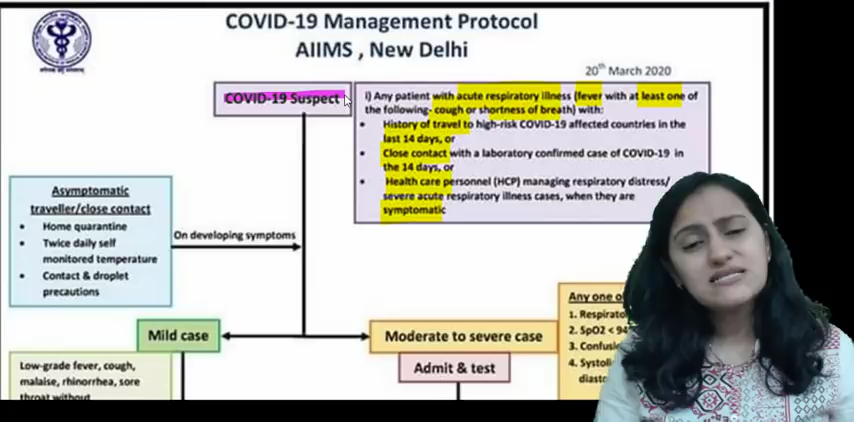 COVID-19 Management Protocol
AIIMS , New Delhi
20th March 2020
COVID-19 Suspect
i) Any patient with acute respiratory illness (fever with at least one of
the following- cough or shortness of breath) with:
• History of travel to high-risk COVID-19 affected countries in the
last 14 days, or
• Close contact with a laboratory confirmed case of COVID-19 in
the 14 days, or
• Health care personnel (HCP) managing respiratory distress/
severe acute respiratory illness cases, when they are
symptomatic
Asymptomatic
traveller/close contact
• Home quarantine
• Twice daily self
monitored temperature
• Contact & droplet
precautions
On developing symptoms
Mild case
Moderate to severe case
Admit & test
Low-grade fever, cough,
malaise, rhinorrhea, sore
throat without
Any one o
1. Respirato
2. SpO2 < 94
3. Confus
4. Systoli
diasto